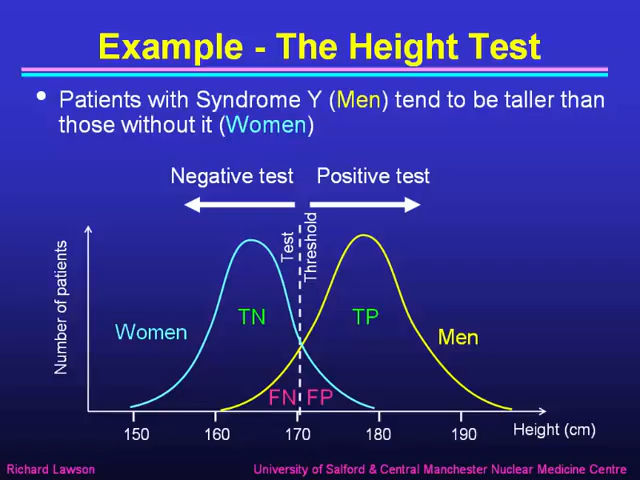 Example - The Height Test
• Patients with Syndrome Y (Men) tend to be taller than
those without it (Women)
Negative test
Positive test
Number of patients
Test
Threshold
Women
TN
TP
Men
FN
FP
150
160
170
180
190
Height (cm)
Richard Lawson
University of Salford & Central Manchester Nuclear Medicine Centre